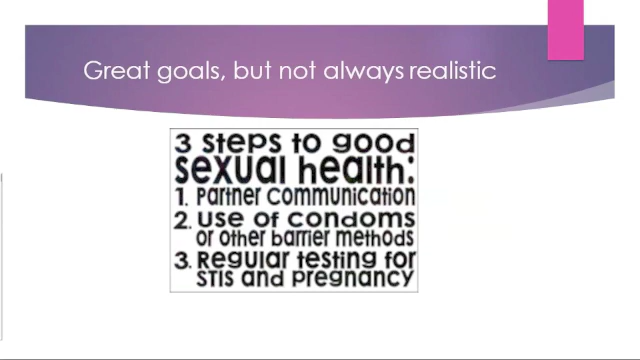 Great goals, but not always realistic
3 steps to good
sexual health:
1. Partner communication
2. Use of condoms
or other barrier methods
3. Regular testing for
STIs and pregnancy